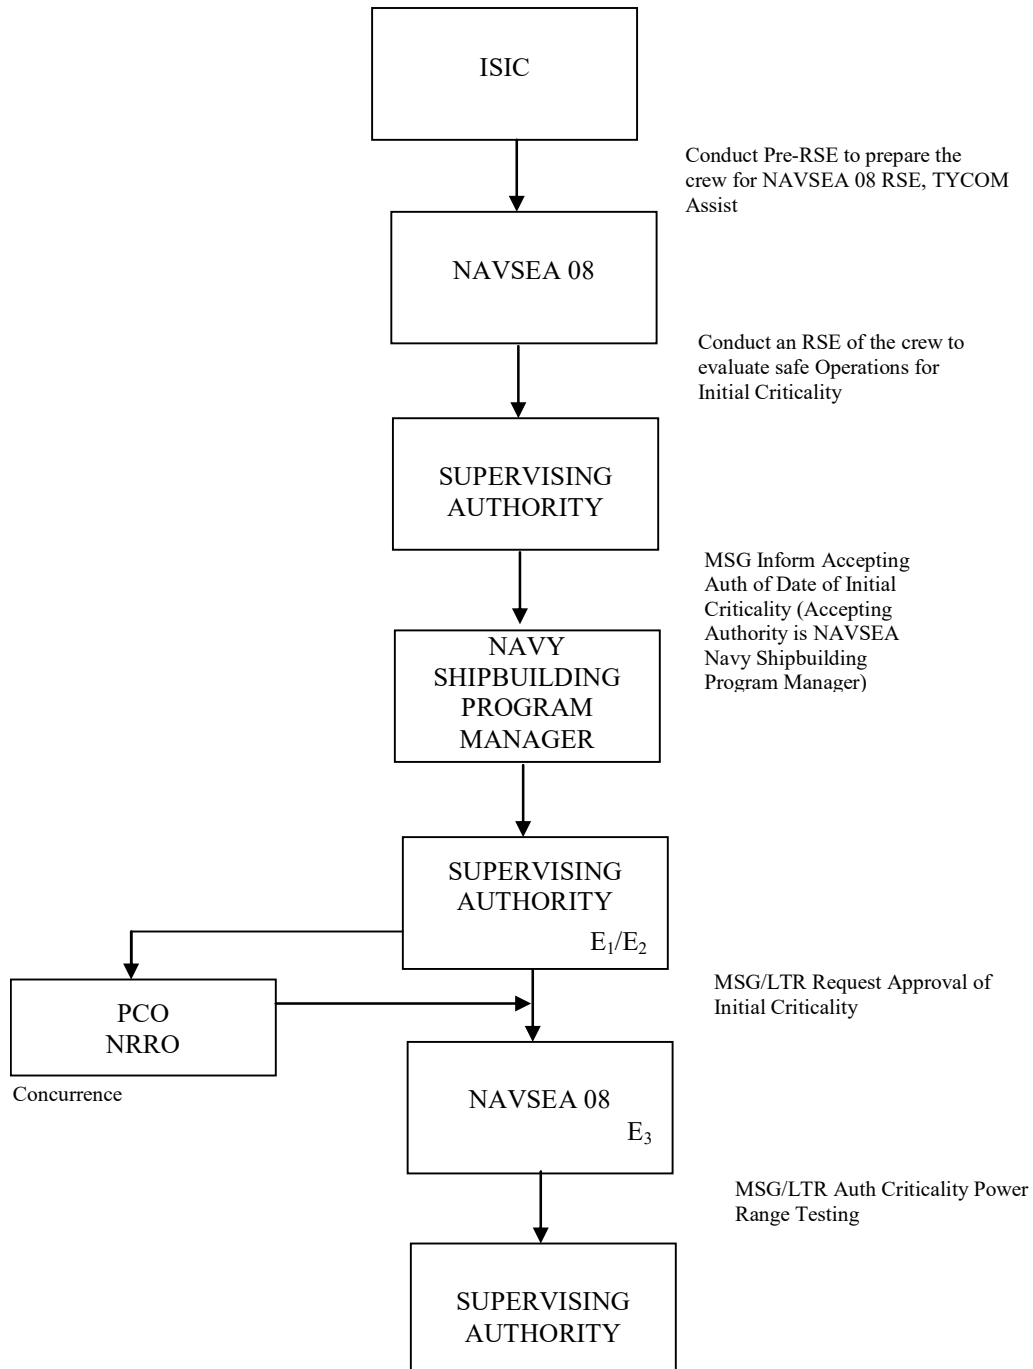 ISIC
Conduct Pre-RSE to prepare the
crew for NAVSEA 08 RSE, TYCOM
Assist
NAVSEA 08
Conduct an RSE of the crew to
evaluate safe Operations for
Initial Criticality
SUPERVISING
AUTHORITY
MSG Inform Accepting
Auth of Date of Initial
Criticality (Accepting
Authority is NAVSEA
Navy Shipbuilding
Program Manager)
NAVY
SHIPBUILDING
PROGRAM
MANAGER
SUPERVISING
AUTHORITY
E₁/E₂
MSG/LTR Request Approval of
Initial Criticality
PCO
NRRO
Concurrence
NAVSEA 08
E₃
MSG/LTR Auth Criticality Power
Range Testing
SUPERVISING
AUTHORITY